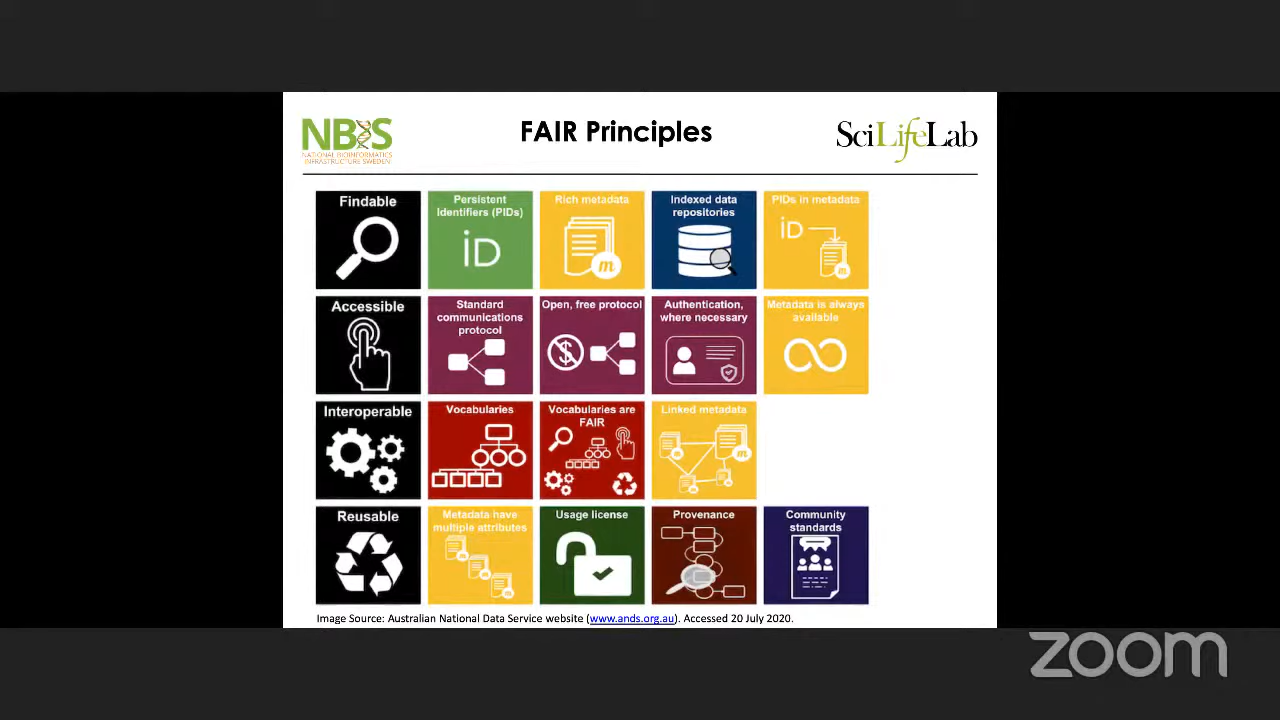 NBIS
NATIONAL BIOINFORMATICS
INFRASTRUCTURE SWEDEN
FAIR Principles
SciLifeLab
Findable
Persistent
Identifiers (PIDs)
iD
Rich metadata
m
Indexed data
repositories
PIDs in metadata
iD
m
Accessible
Standard
communications
protocol
Open, free protocol
$
Authentication,
where necessary
Metadata is always
available
Interoperable
Vocabularies
Vocabularies are
FAIR
Linked metadata
m
m
m
m
Reusable
Metadata have
multiple attributes
m
m
m
Usage license
Provenance
Community
standards
Image Source: Australian National Data Service website (www.ands.org.au). Accessed 20 July 2020.
zoom